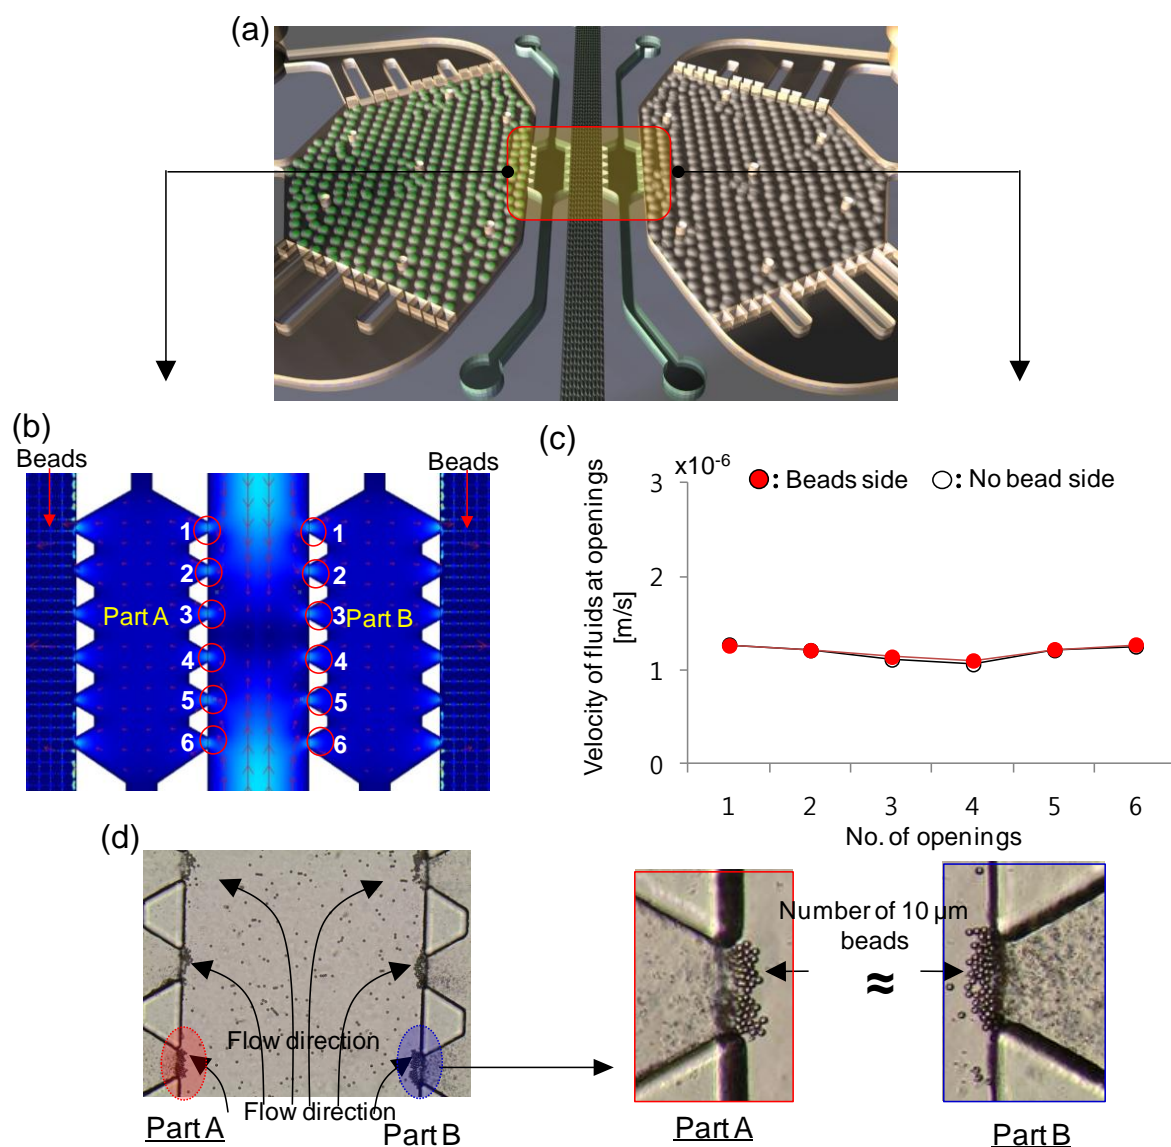 (a)
(b)
Beads
Beads
1
2
3
4
5
6
Part A
1
2
3
4
5
6
Part B
(c)
x10-6
: Beads side
: No bead side
Velocity of fluids at openings
[m/s]
3
2
1
0
1 2 3 4 5 6
No. of openings
(d)
Flow direction
Flow direction
Part A
Part B
Number of 10 µm
beads
≈
Part A
Part B